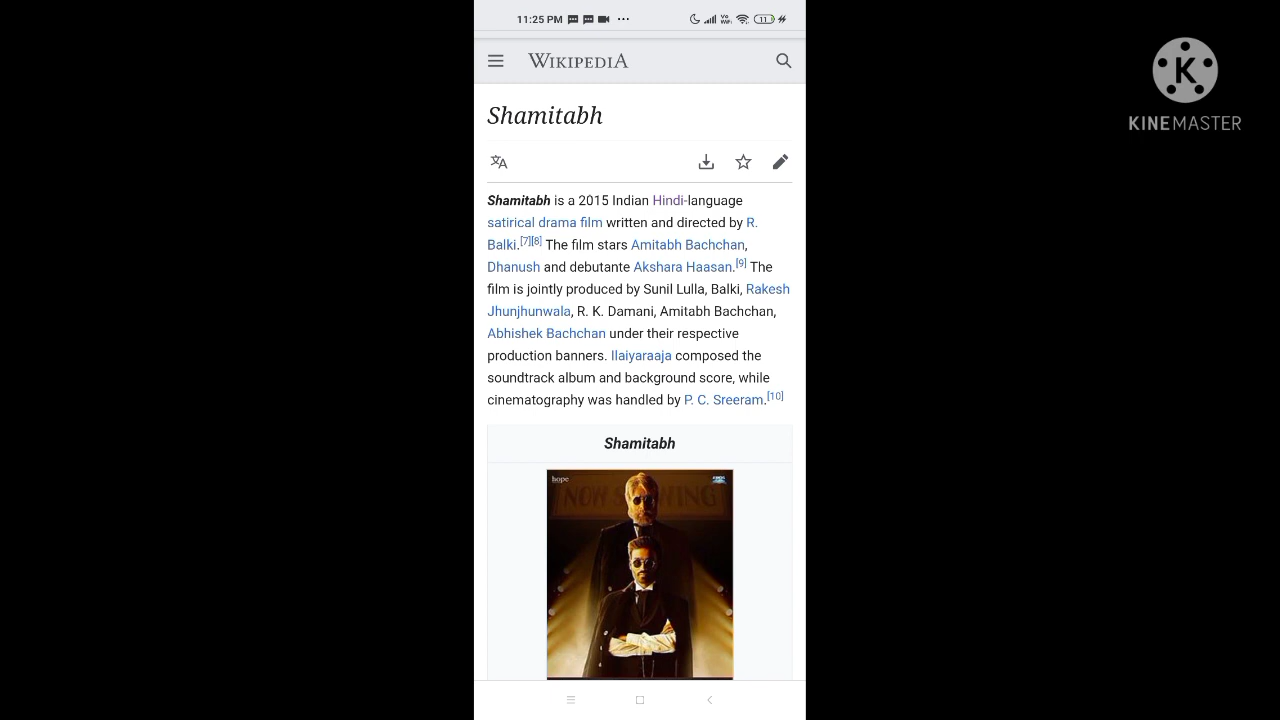 11:25 PM
11
WIKIPEDIA
KINEMASTER
Shamitabh
Shamitabh is a 2015 Indian Hindi-language
satirical drama film written and directed by R.
Balki.[7][8] The film stars Amitabh Bachchan,
Dhanush and debutante Akshara Haasan.[9] The
film is jointly produced by Sunil Lulla, Balki, Rakesh
Jhunjhunwala, R. K. Damani, Amitabh Bachchan,
Abhishek Bachchan under their respective
production banners. Ilaiyaraaja composed the
soundtrack album and background score, while
cinematography was handled by P. C. Sreeram.[10]
Shamitabh
hope